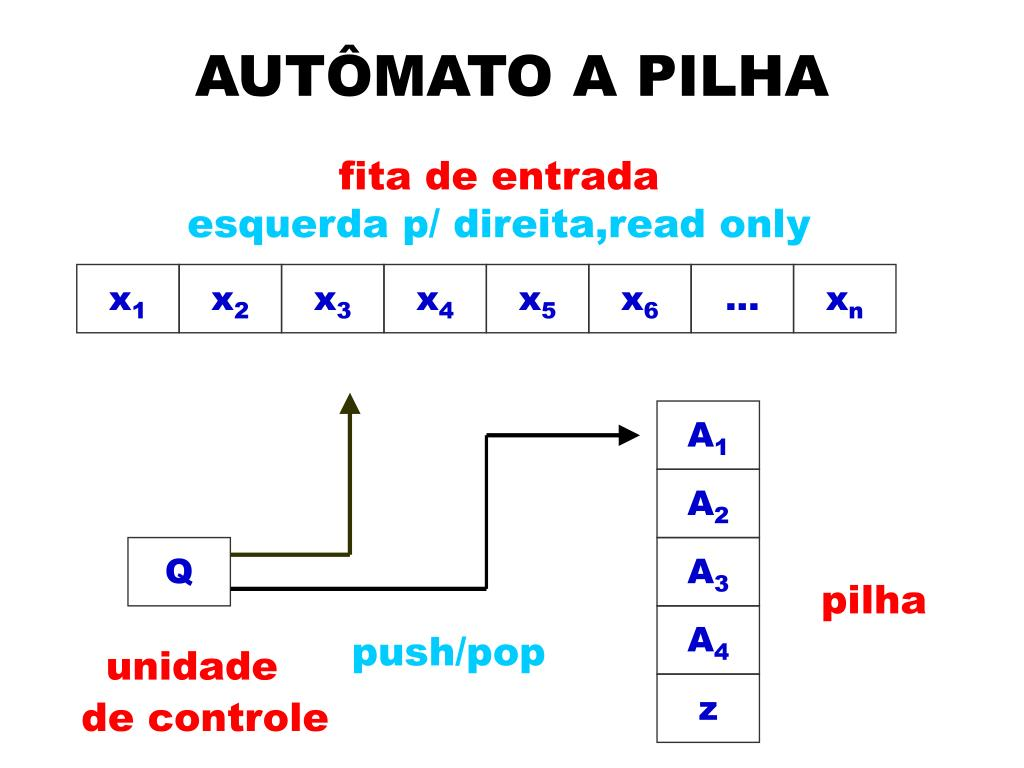 AUTÔMATO A PILHA
fita de entrada
esquerda p/ direita,read only
x₁ x₂ x₃ x₄ x₅ x₆ ... xₙ
A₁
A₂
Q
A₃
pilha
A₄
push/pop
unidade
de controle
z